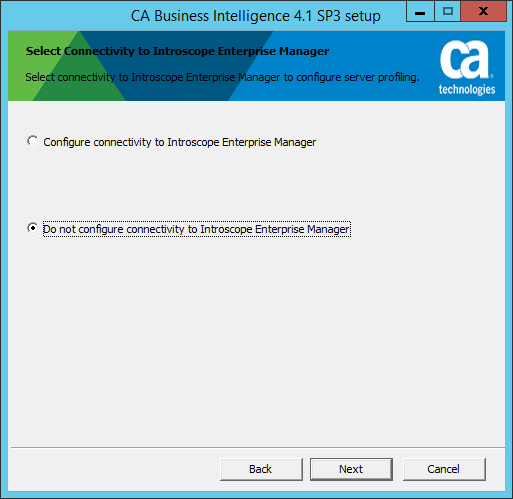 CA Business Intelligence 4.1 SP3 setup
Select Connectivity to Introscope Enterprise Manager
Select connectivity to Introscope Enterprise Manager to configure server profiling.
ca
technologies
Configure connectivity to Introscope Enterprise Manager
Do not configure connectivity to Introscope Enterprise Manager
Back
Next
Cancel